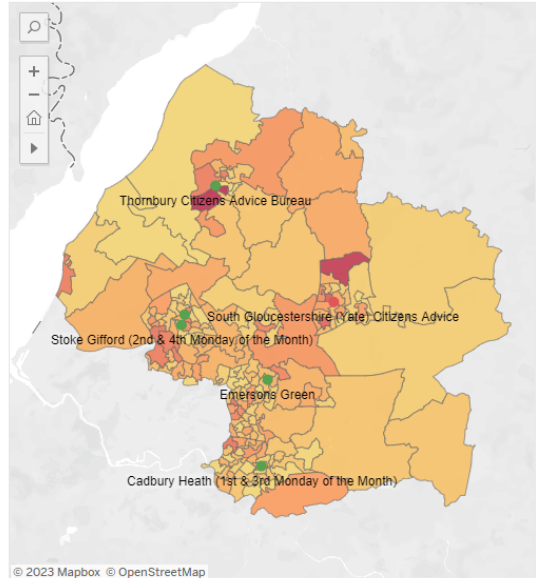 Thornbury Citizens Advice Bureau
South Gloucestershire (Yate) Citizens Advice
Stoke Gifford (2nd & 4th Monday of the Month)
Emersons Green
Cadbury Heath (1st & 3rd Monday of the Month)
© 2023 Mapbox © OpenStreetMap